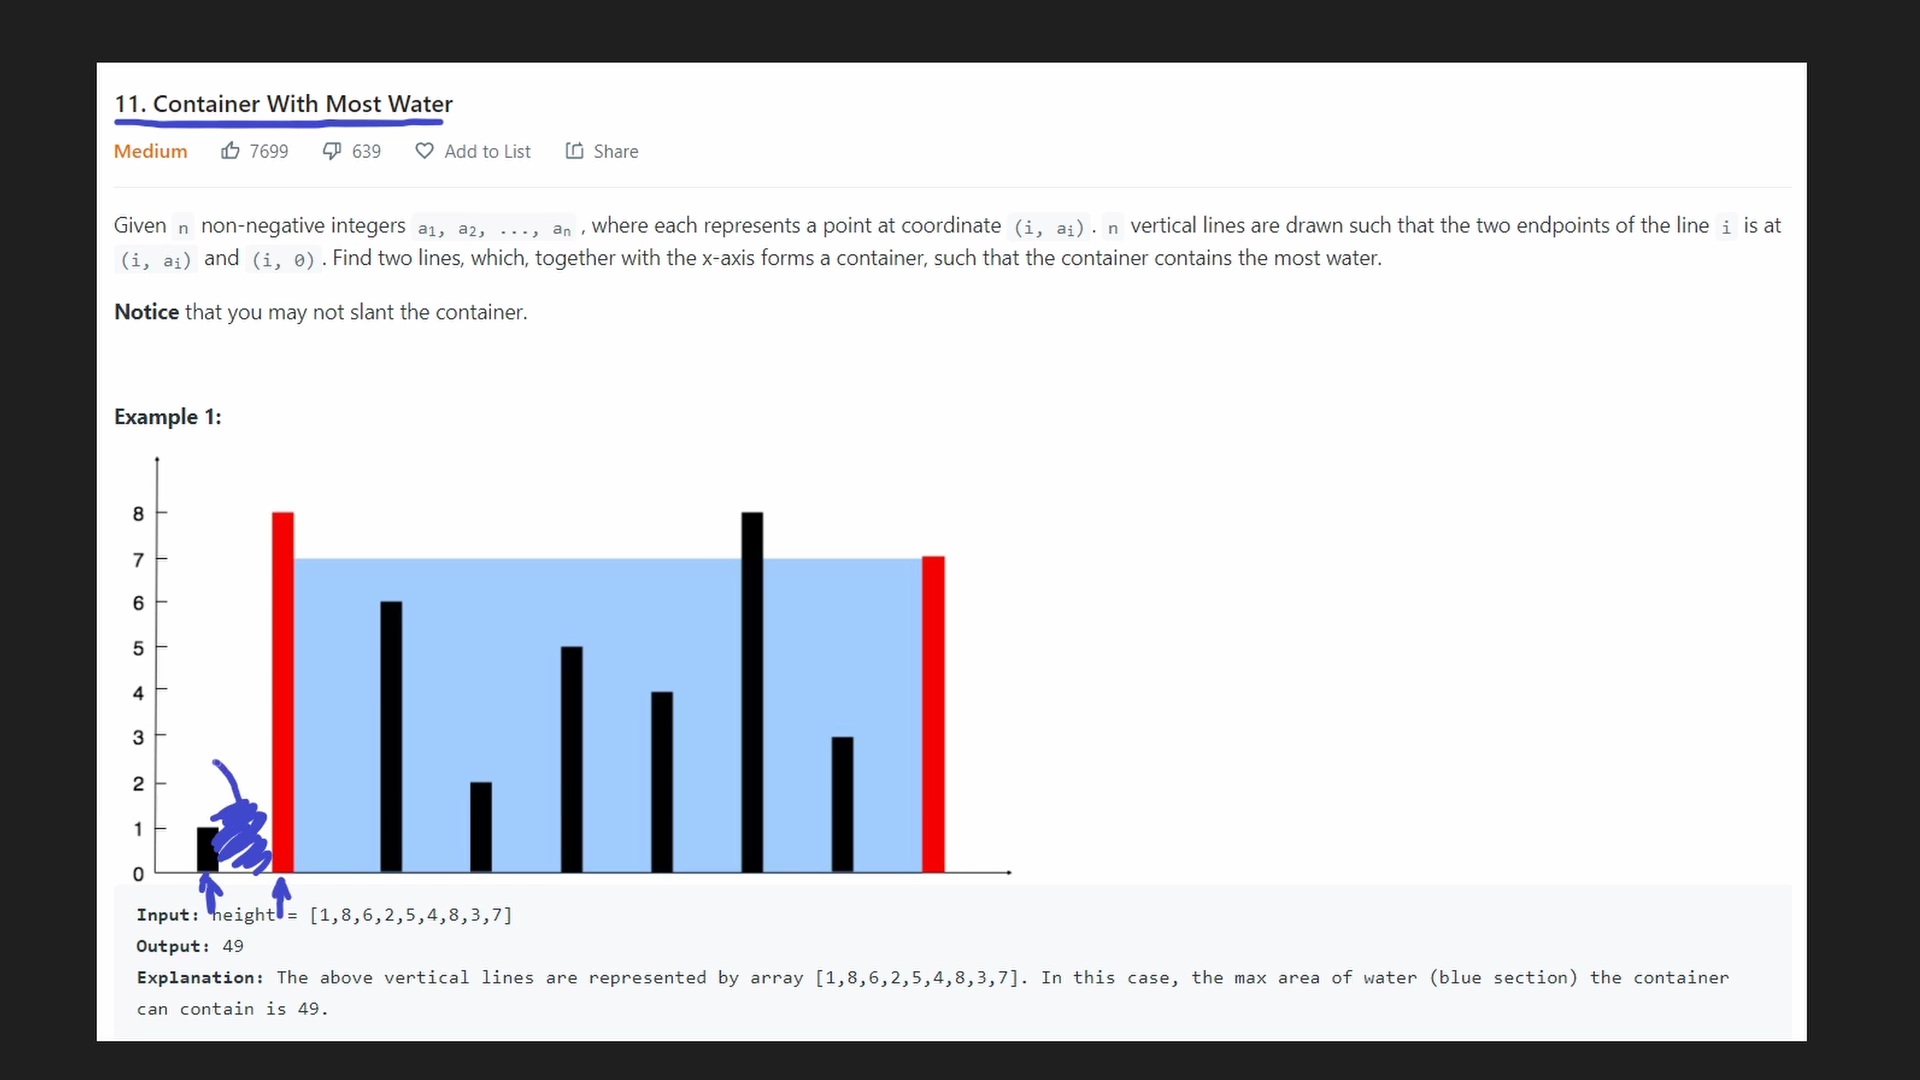 11. Container With Most Water
Medium 7699 639 Add to List Share
Given n non-negative integers a1, a2, ..., an , where each represents a point at coordinate (i, ai). n vertical lines are drawn such that the two endpoints of the line i is at
(i, ai) and (i, 0). Find two lines, which, together with the x-axis forms a container, such that the container contains the most water.
Notice that you may not slant the container.
Example 1:
8
7
6
5
4
3
2
1
0
Input: height = [1,8,6,2,5,4,8,3,7]
Output: 49
Explanation: The above vertical lines are represented by array [1,8,6,2,5,4,8,3,7]. In this case, the max area of water (blue section) the container
can contain is 49.